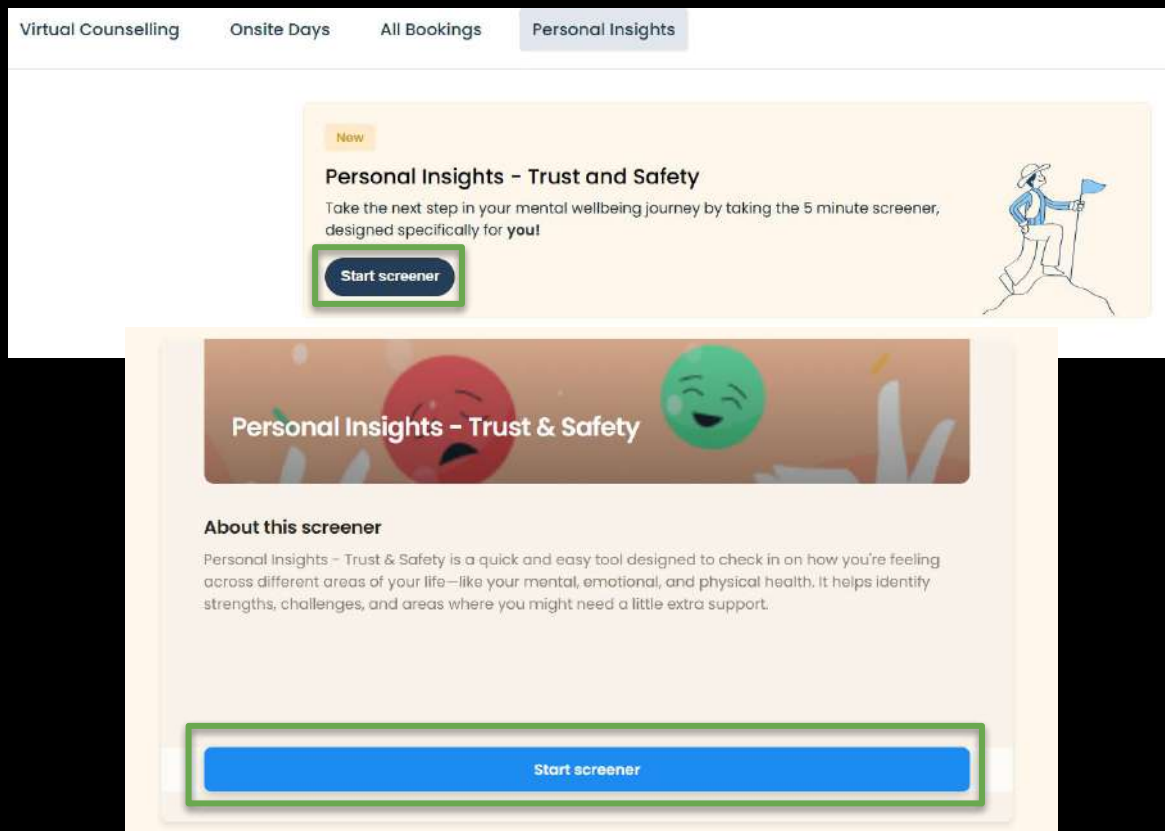 Virtual Counselling Onsite Days All Bookings Personal Insights
New
Personal Insights - Trust and Safety
Take the next step in your mental wellbeing journey by taking the 5 minute screener,
designed specifically for you!
Start screener
Personal Insights - Trust & Safety
About this screener
Personal Insights - Trust & Safety is a quick and easy tool designed to check in on how you're feeling
across different areas of your life—like your mental, emotional, and physical health. It helps identify
strengths, challenges, and areas where you might need a little extra support.
Start screener